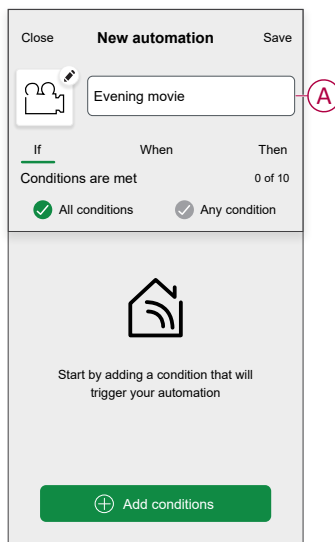 Close New automation Save
Evening movie
A
If When Then
Conditions are met 0 of 10
All conditions Any condition
Start by adding a condition that will
trigger your automation
Add conditions